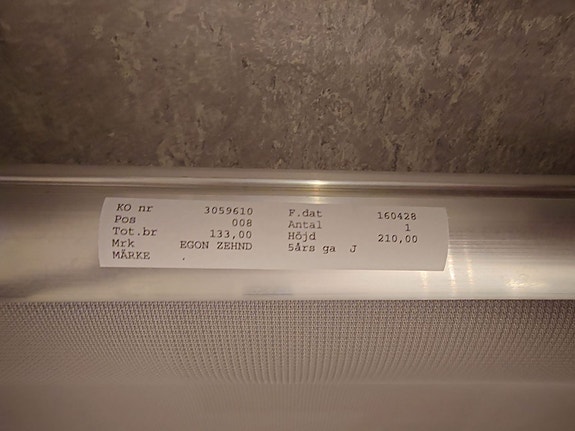 KO nr 3059610 F.dat 160428
Pos 008 Antal 1
Tot.br 133,00 Höjd 210,00
Mrk EGON ZEHND 5års ga J
MÄRKE .